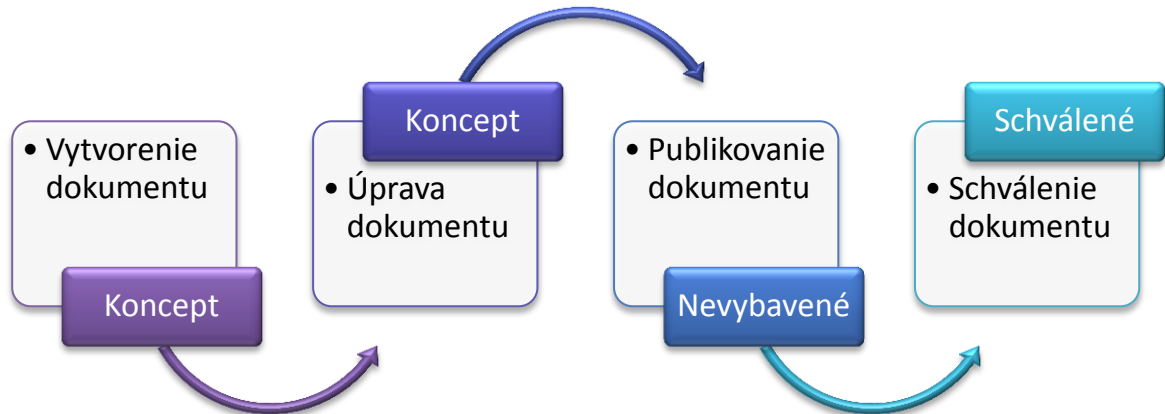 • Vytvorenie
dokumentu
Koncept
Koncept
• Úprava
dokumentu
• Publikovanie
dokumentu
Nevybavené
Schválené
• Schválenie
dokumentu